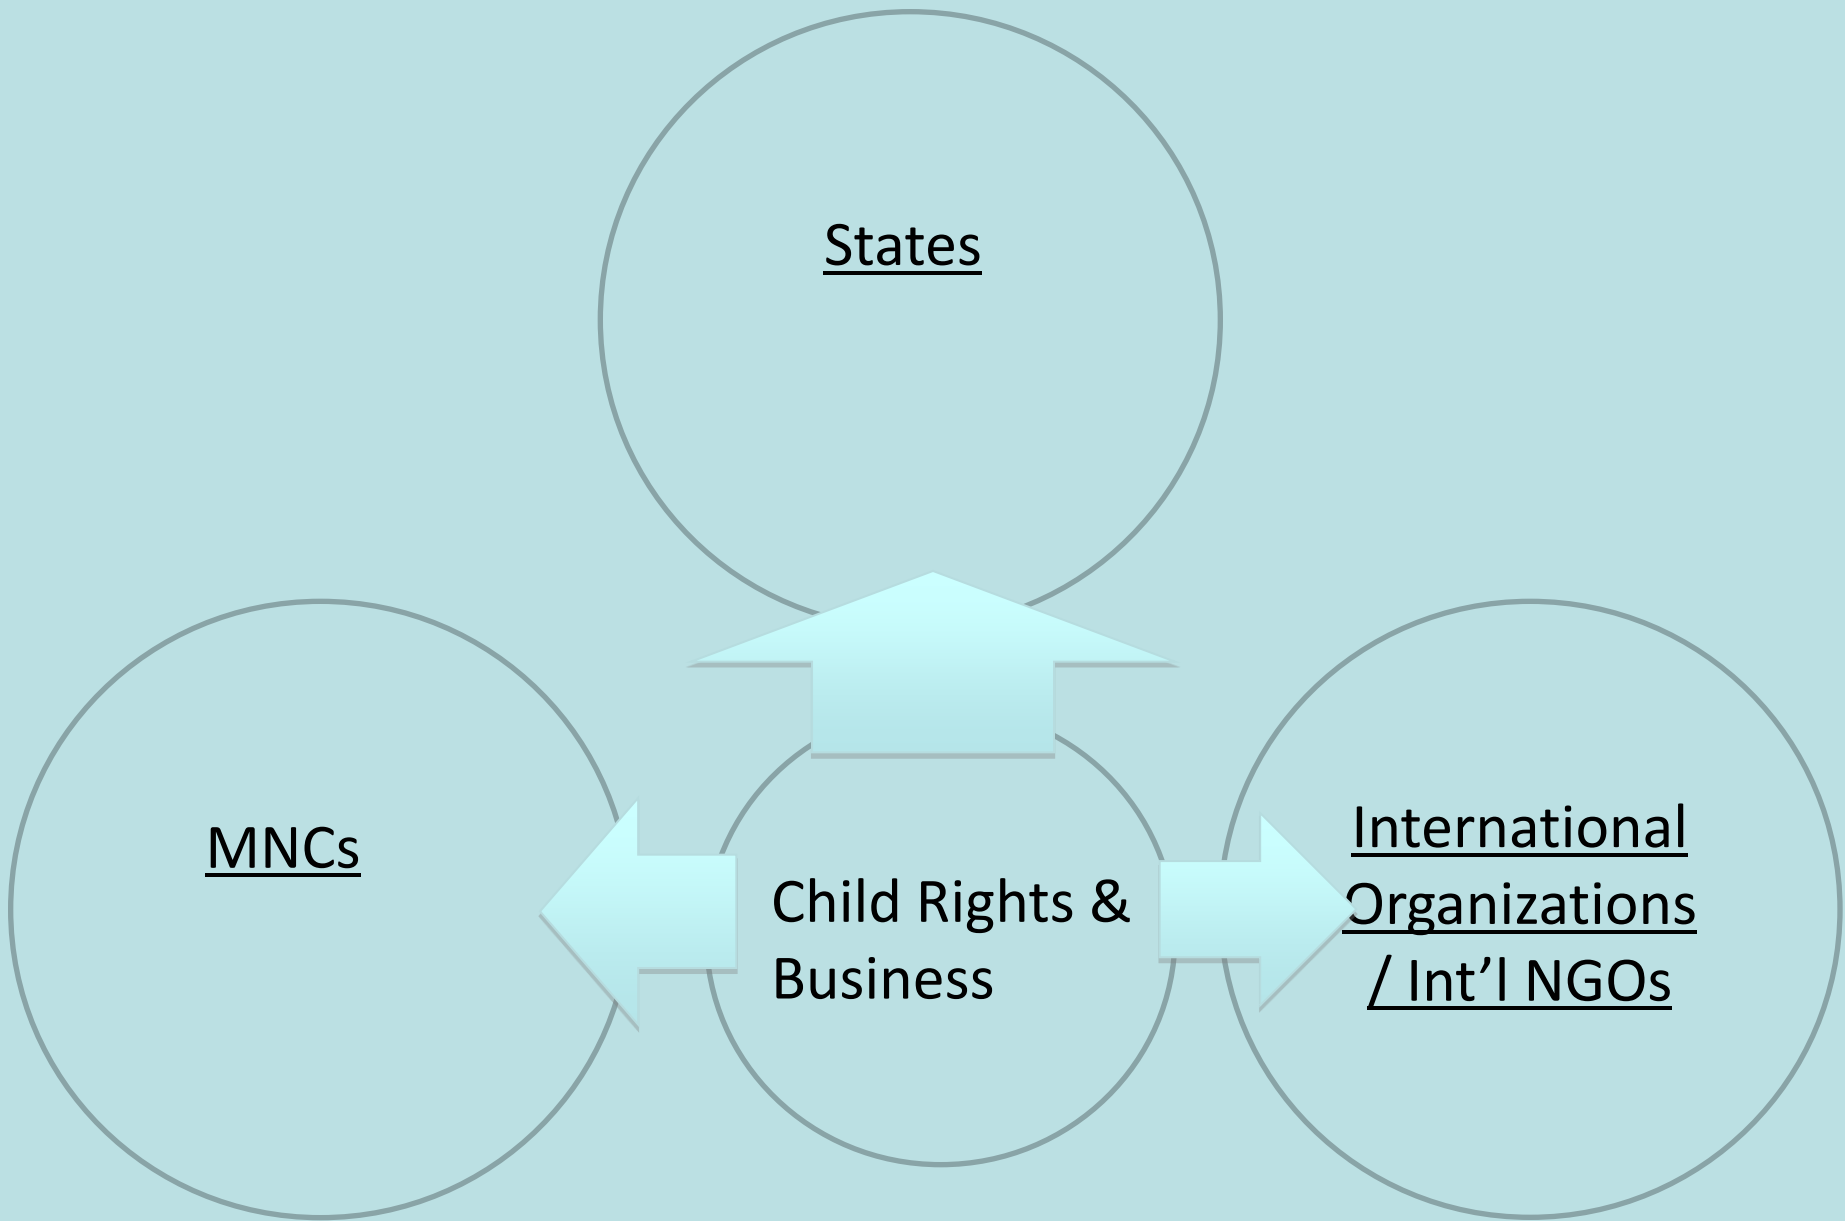 States
MNCs
Child Rights &
Business
International
Organizations
/ Int’l NGOs